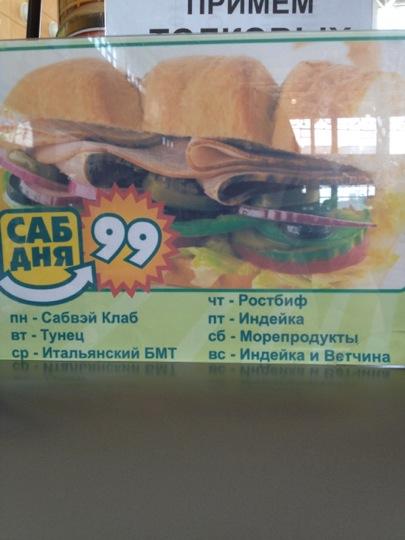 ПРИМЕМ
ТОЛКОВЫХ
САБ
ДНЯ
99
пн - Сабвэй Клаб
вт - Тунец
ср - Итальянский БМТ
чт - Ростбиф
пт - Индейка
сб - Морепродукты
вс - Индейка и Ветчина